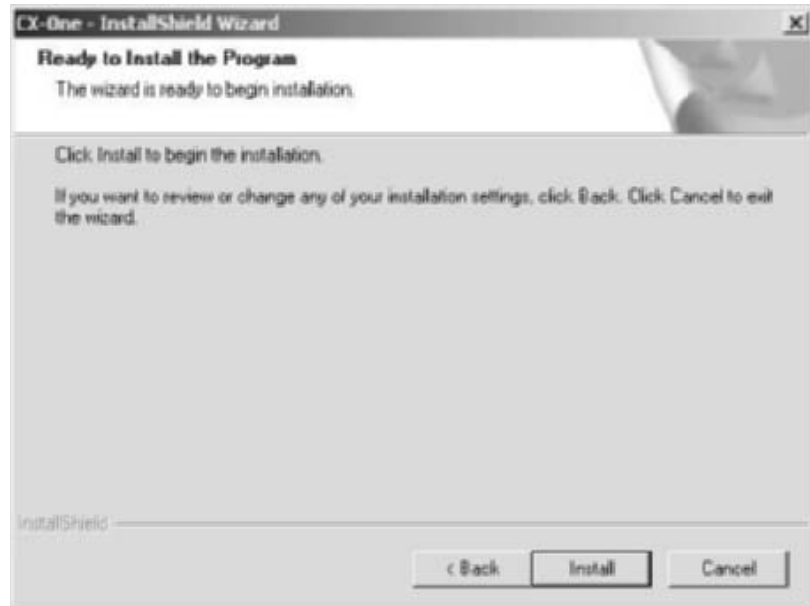 CX-One - InstallShield Wizard
Ready to Install the Program
The wizard is ready to begin installation.
Click Install to begin the installation.
If you want to review or change any of your installation settings, click Back. Click Cancel to exit
the wizard.
InstallShield
< Back
Install
Cancel